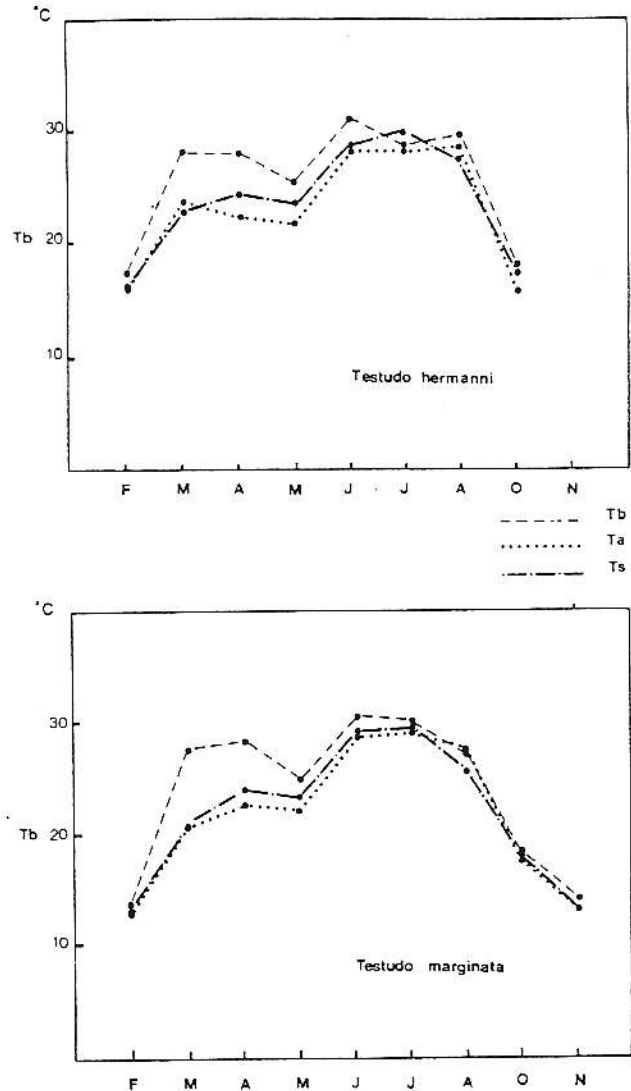 °C
30
20
Tb
10
Testudo hermanni
F M A M J J A O N
Tb
Ta
Ts
°C
30
Tb 20
10
Testudo marginata
F M A M J J A O N